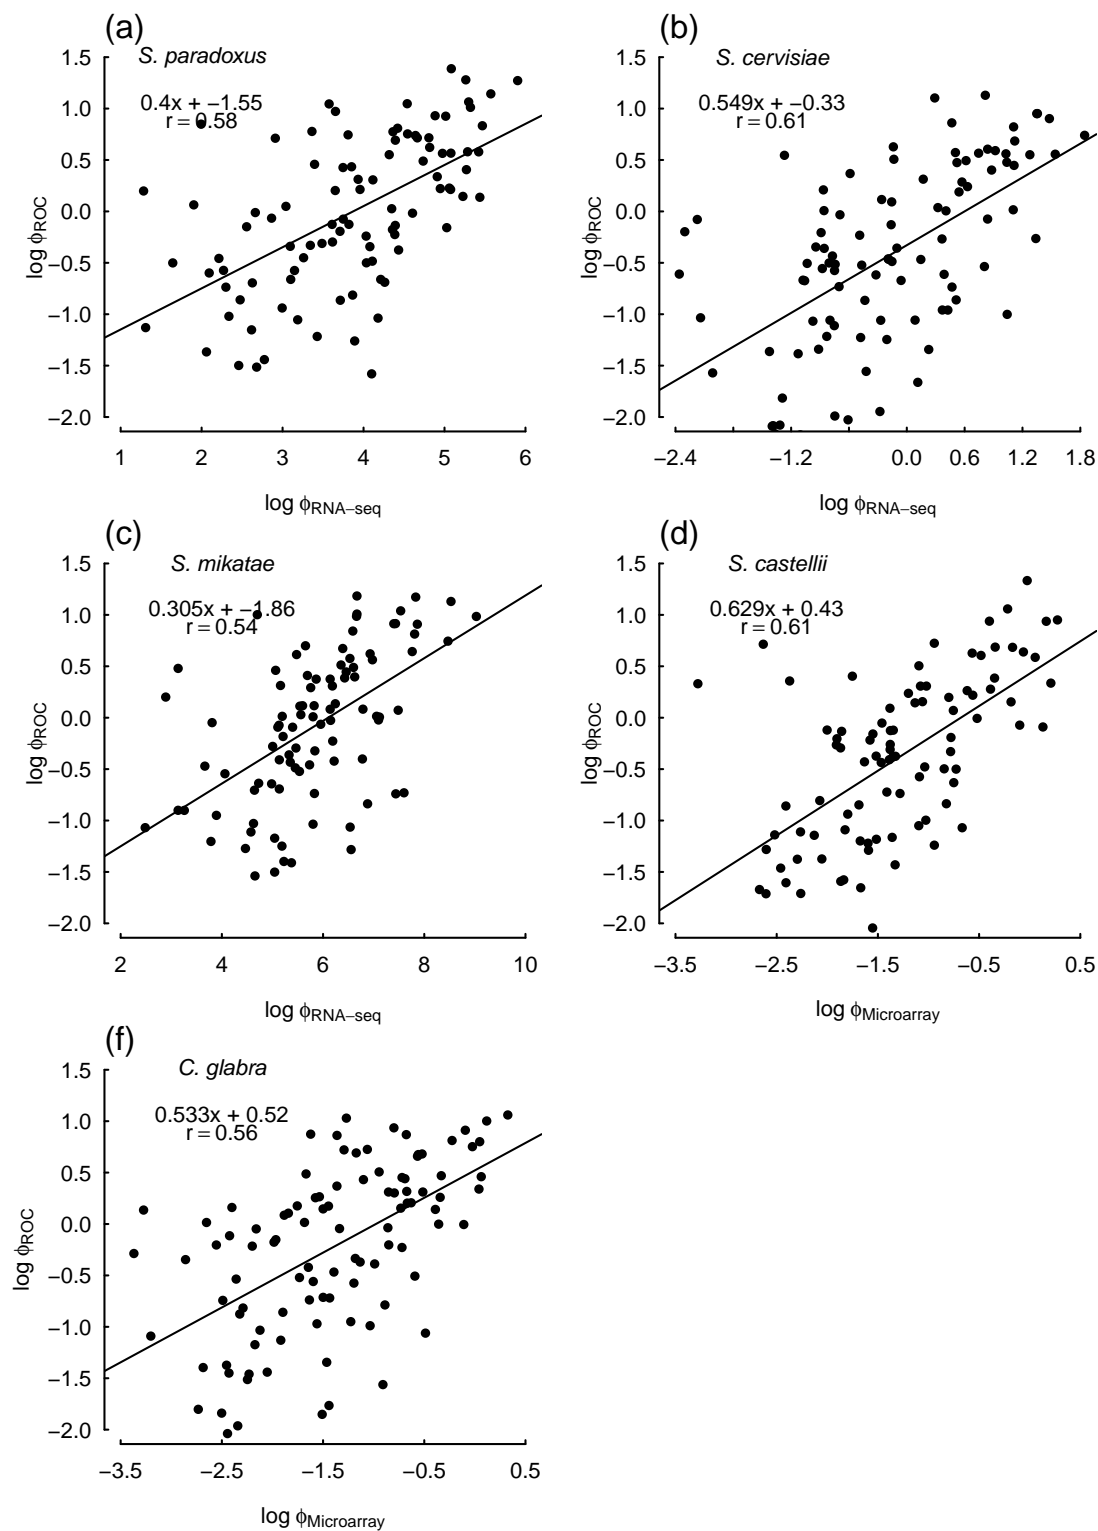 (a)
S. paradoxus
0.4x + −1.55
r = 0.58
1.5
1.0
0.5
0.0
−0.5
−1.0
−1.5
−2.0
log ϕROC
1 2 3 4 5 6
log ϕRNA−seq
(b)
S. cervisiae
0.549x + −0.33
r = 0.61
1.5
1.0
0.5
0.0
−0.5
−1.0
−1.5
−2.0
log ϕROC
−2.4 −1.2 0.0 0.6 1.2 1.8
log ϕRNA−seq
(c)
S. mikatae
0.305x + −1.86
r = 0.54
1.5
1.0
0.5
0.0
−0.5
−1.0
−1.5
−2.0
log ϕROC
2 4 6 8 10
log ϕRNA−seq
(d)
S. castellii
0.629x + 0.43
r = 0.61
1.5
1.0
0.5
0.0
−0.5
−1.0
−1.5
−2.0
log ϕROC
−3.5 −2.5 −1.5 −0.5 0.5
log ϕMicroarray
(f)
C. glabra
0.533x + 0.52
r = 0.56
1.5
1.0
0.5
0.0
−0.5
−1.0
−1.5
−2.0
log ϕROC
−3.5 −2.5 −1.5 −0.5 0.5
log ϕMicroarray